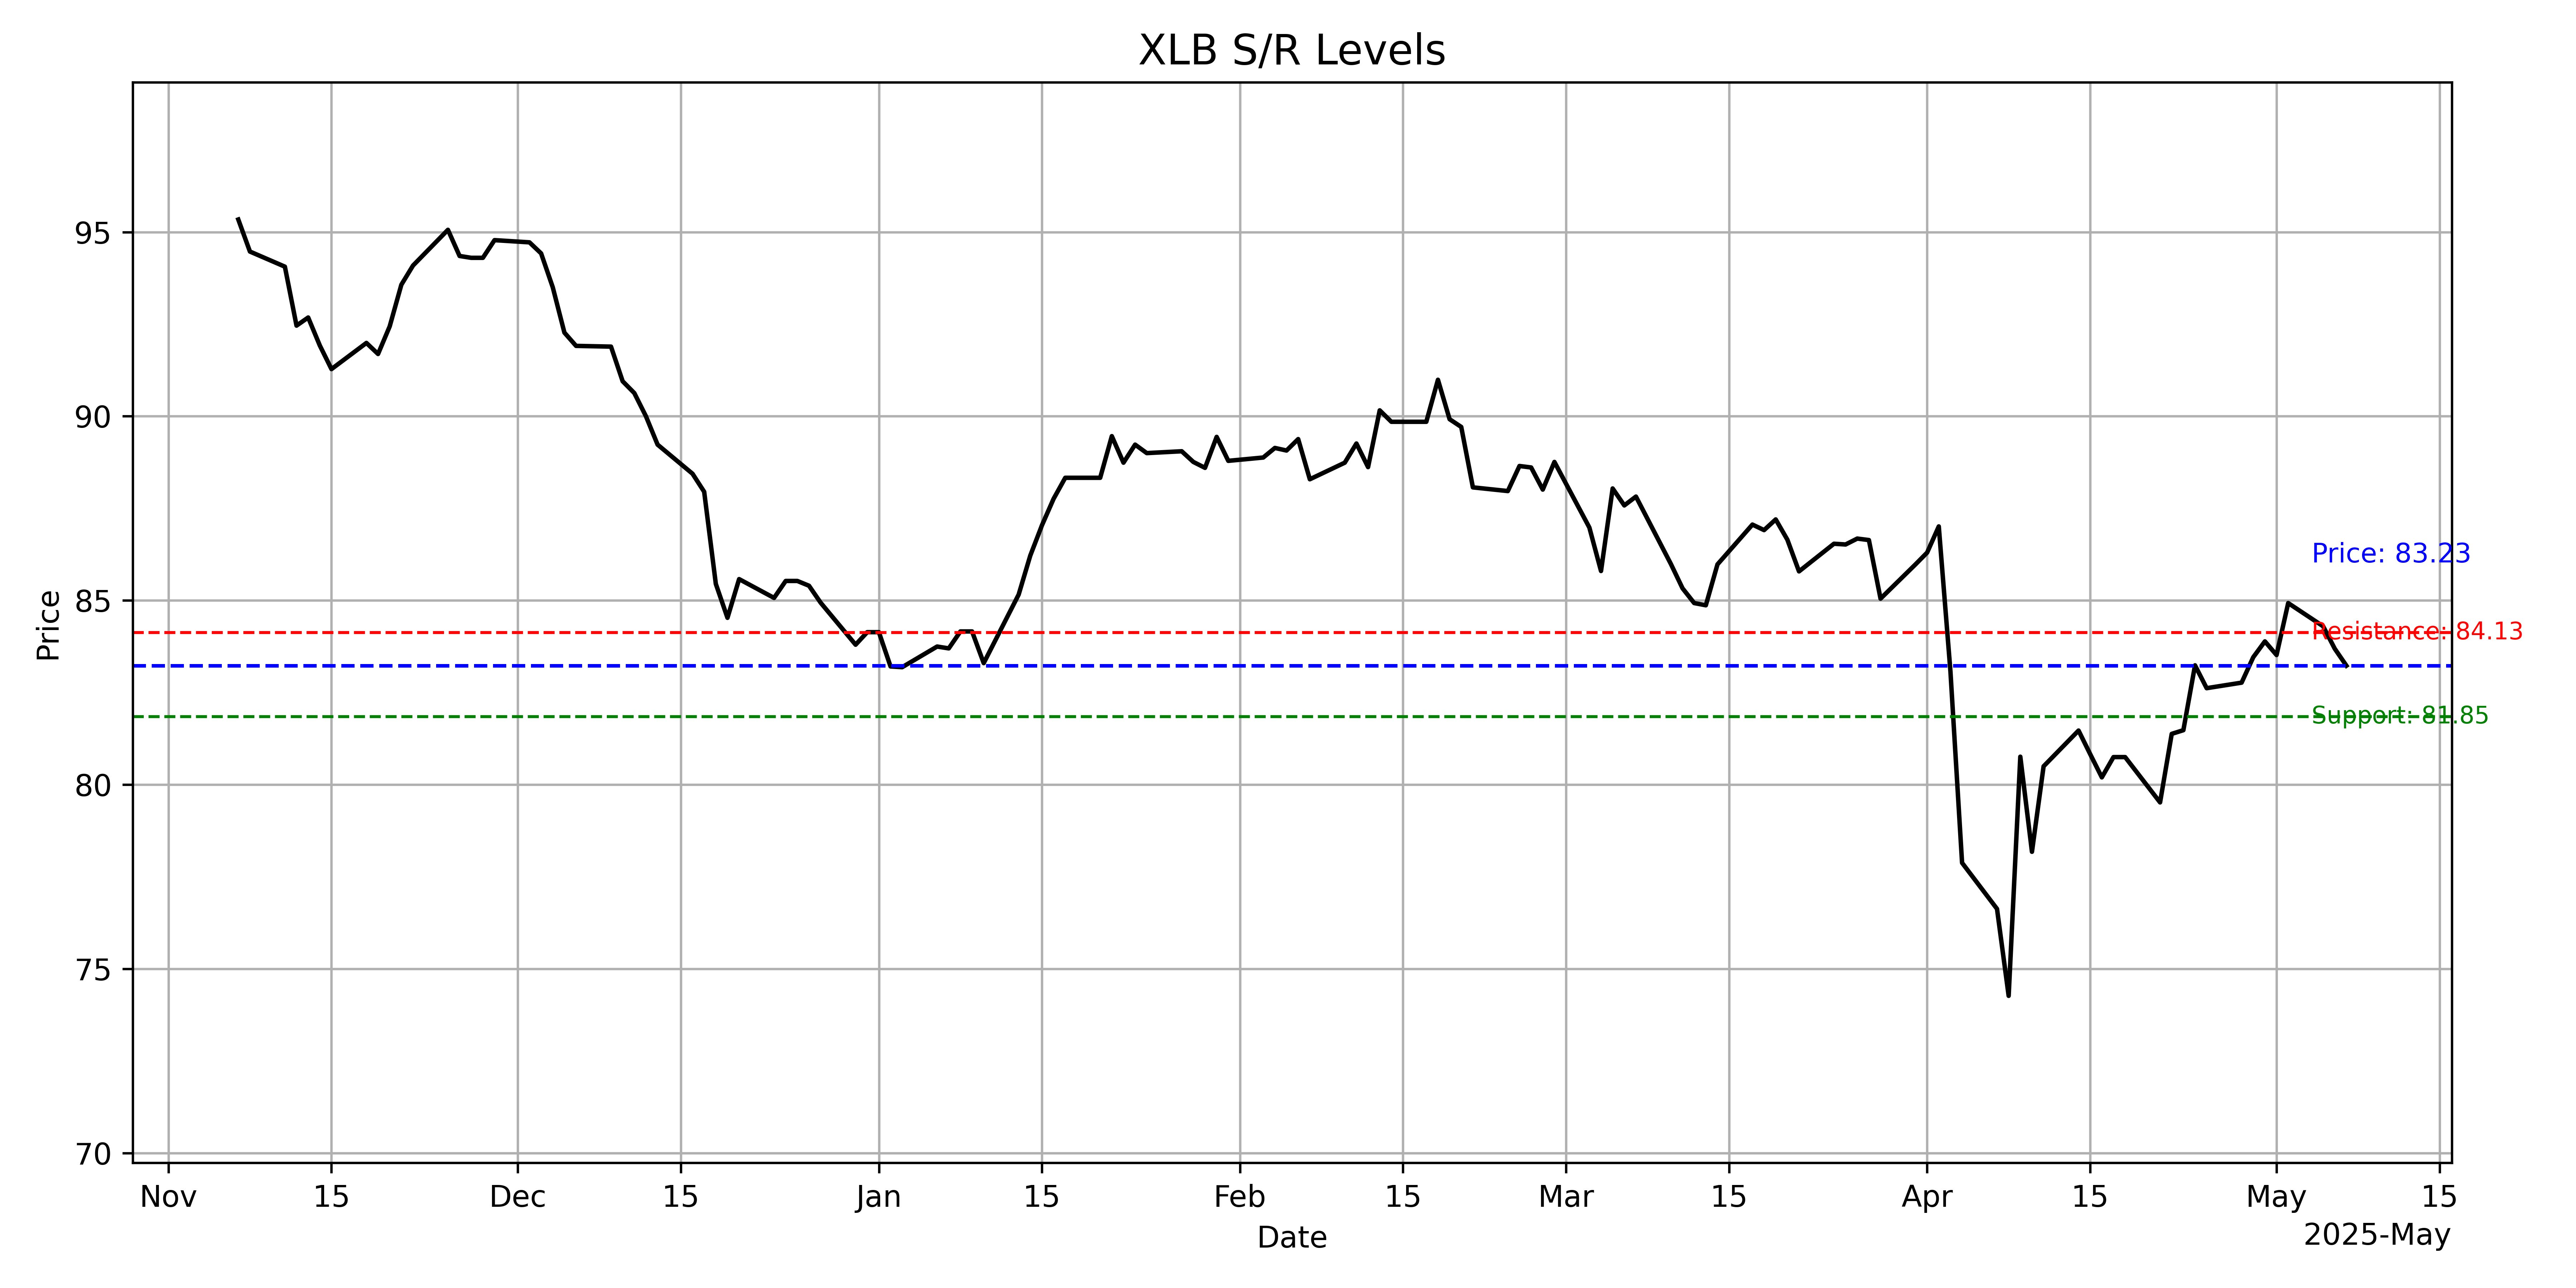 XLB S/R Levels
95
90
85
80
75
70
Price
Price: 83.23
Resistance: 84.13
Support: 81.85
Nov 15 Dec 15 Jan 15 Feb 15 Mar 15 Apr 15 May 15
Date
2025-May